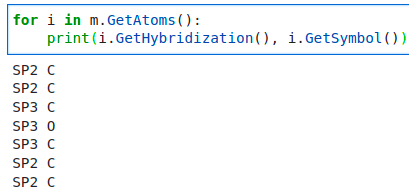 for i in m.GetAtoms():
    print(i.GetHybridization(), i.GetSymbol())
SP2 C
SP2 C
SP3 C
SP3 O
SP3 C
SP2 C
SP2 C